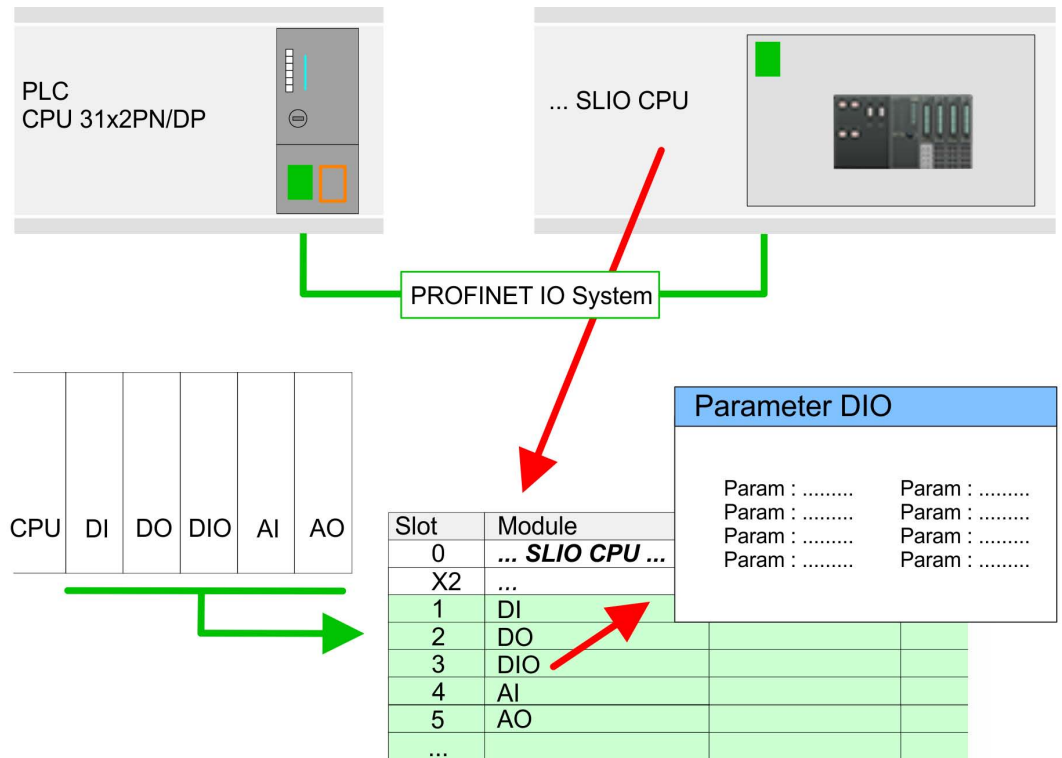 PLC
CPU 31x2PN/DP
... SLIO CPU
PROFINET IO System
CPU DI DO DIO AI AO
Parameter DIO
Param : ......... Param : .........
Param : ......... Param : .........
Param : ......... Param : .........
Param : ......... Param : .........
Slot Module
0 ... SLIO CPU ...
X2 ...
1 DI
2 DO
3 DIO
4 AI
5 AO
...